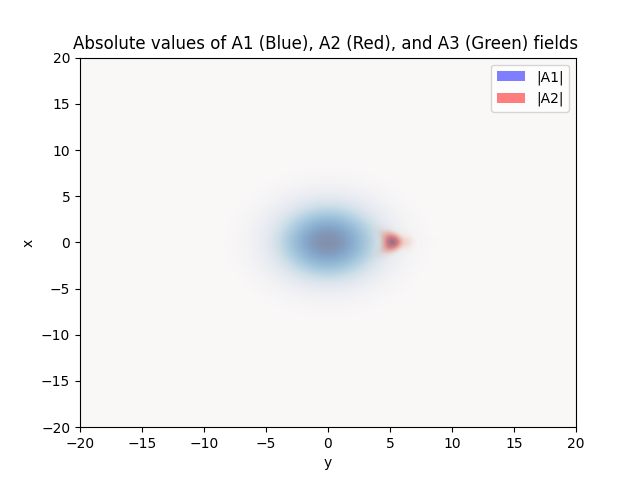 Absolute values of A1 (Blue), A2 (Red), and A3 (Green) fields
|A1|
|A2|
20
15
10
5
0
−5
−10
−15
−20
x
−20 −15 −10 −5 0 5 10 15 20
y